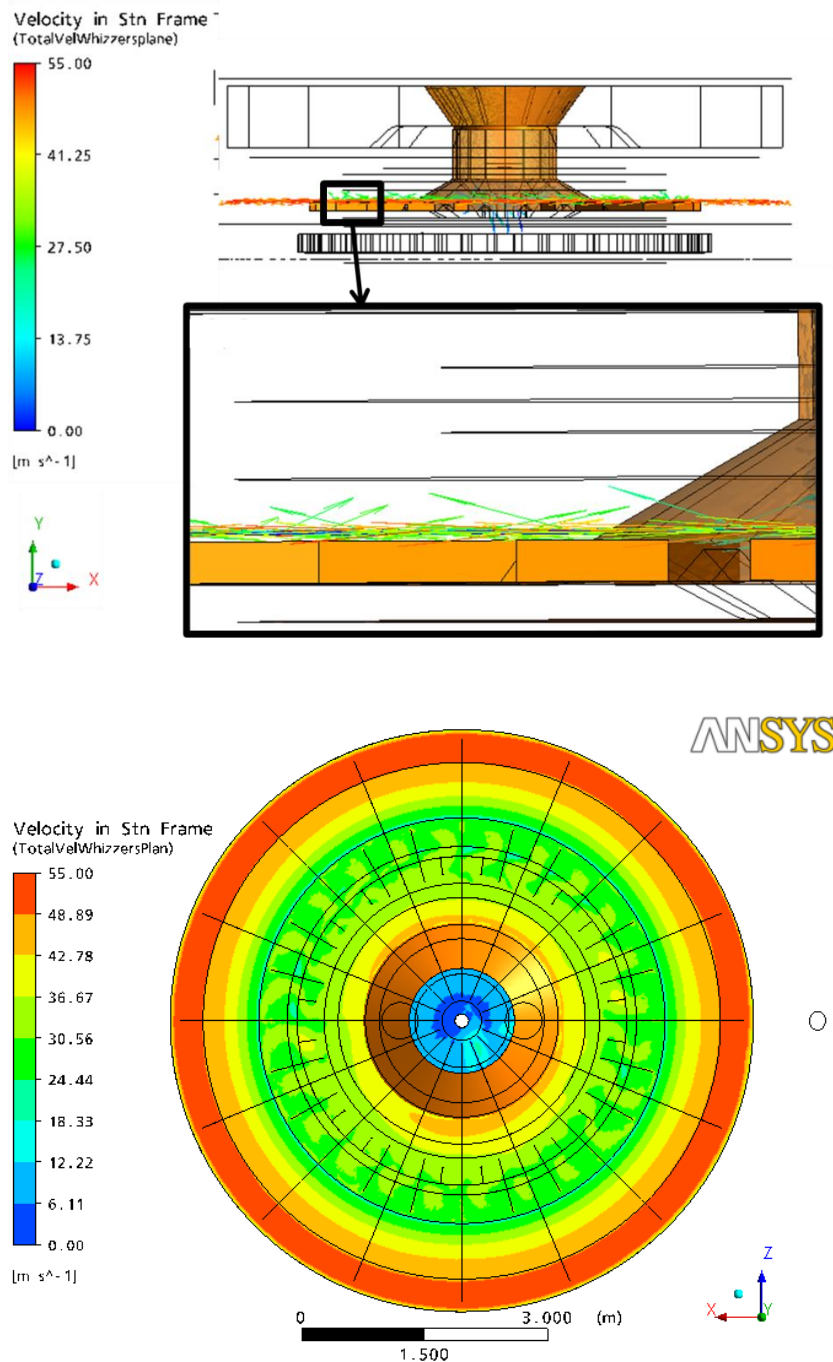 Velocity in Stn Frame
(TotalVelWhizzersplane)
55.00
41.25
27.50
13.75
0.00
[m s^-1]
Y
Z
X
ANSYS
Velocity in Stn Frame
(TotalVelWhizzersPlan)
55.00
48.89
42.78
36.67
30.56
24.44
18.33
12.22
6.11
0.00
[m s^-1]
0 3.000 (m)
1.500
Z
X
Y